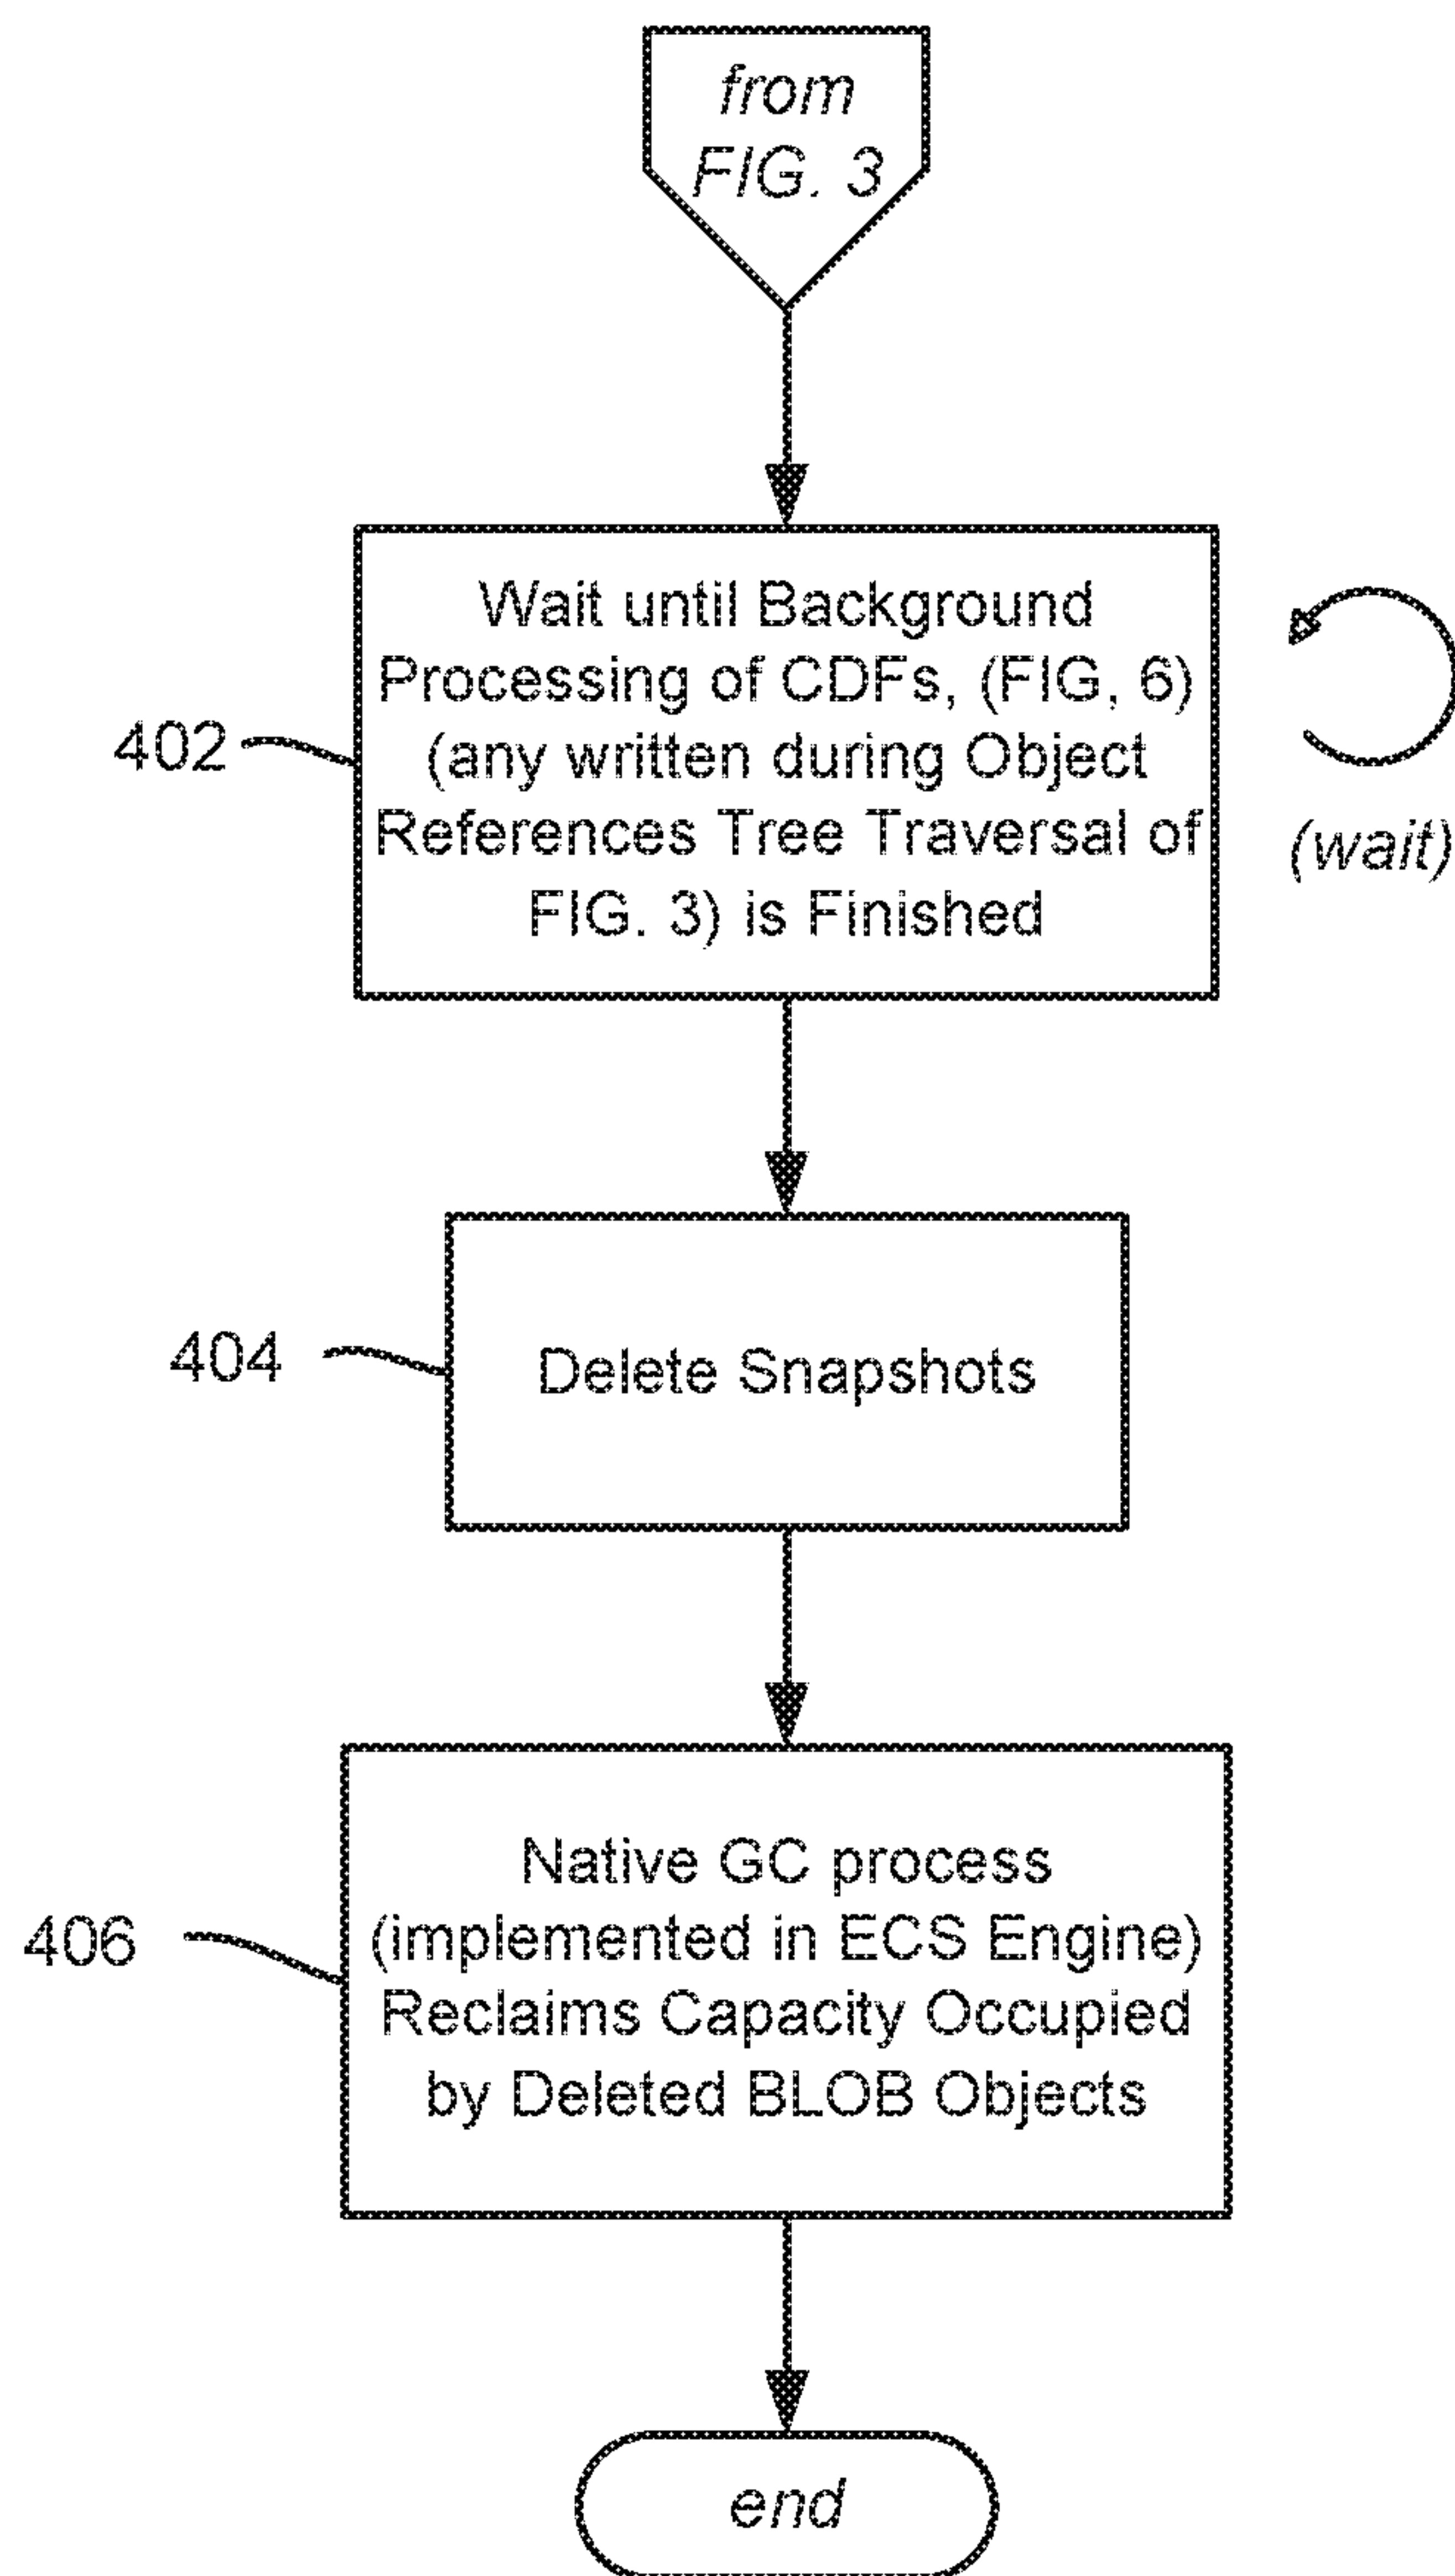 from
FIG. 3
Wait until Background
Processing of CDFs, (FIG, 6)
(any written during Object
References Tree Traversal of
FIG. 3) is Finished
402
(wait)
404
Delete Snapshots
406
Native GC process
(implemented in ECS Engine)
Reclaims Capacity Occupied
by Deleted BLOB Objects
end